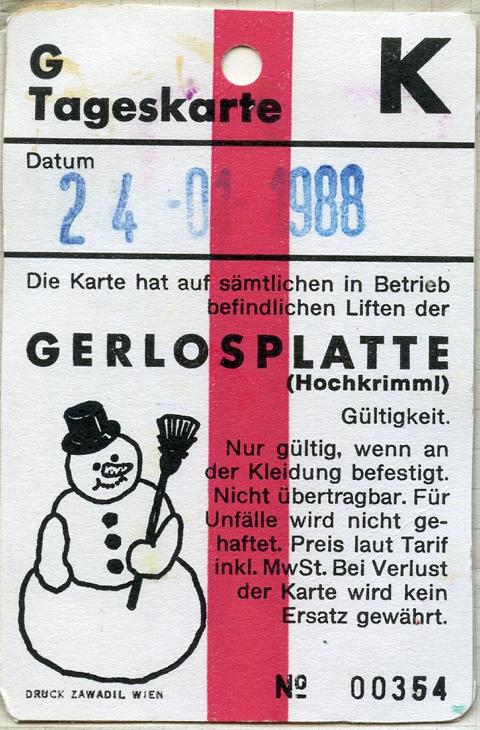 G
K
Tageskarte
Datum
24-01 1988
Die Karte hat auf sämtlichen in Betrieb
befindlichen Liften der
GERLOSPLATTE
(Hochkrimml)
Gültigkeit.
Nur gültig, wenn an
der Kleidung befestigt.
Nicht übertragbar. Für
Unfälle wird nicht ge-
haftet. Preis laut Tarif
inkl. MwSt. Bei Verlust
der Karte wird kein
Ersatz gewährt.
DRUCK ZAWADIL WIEN
Nº 00354